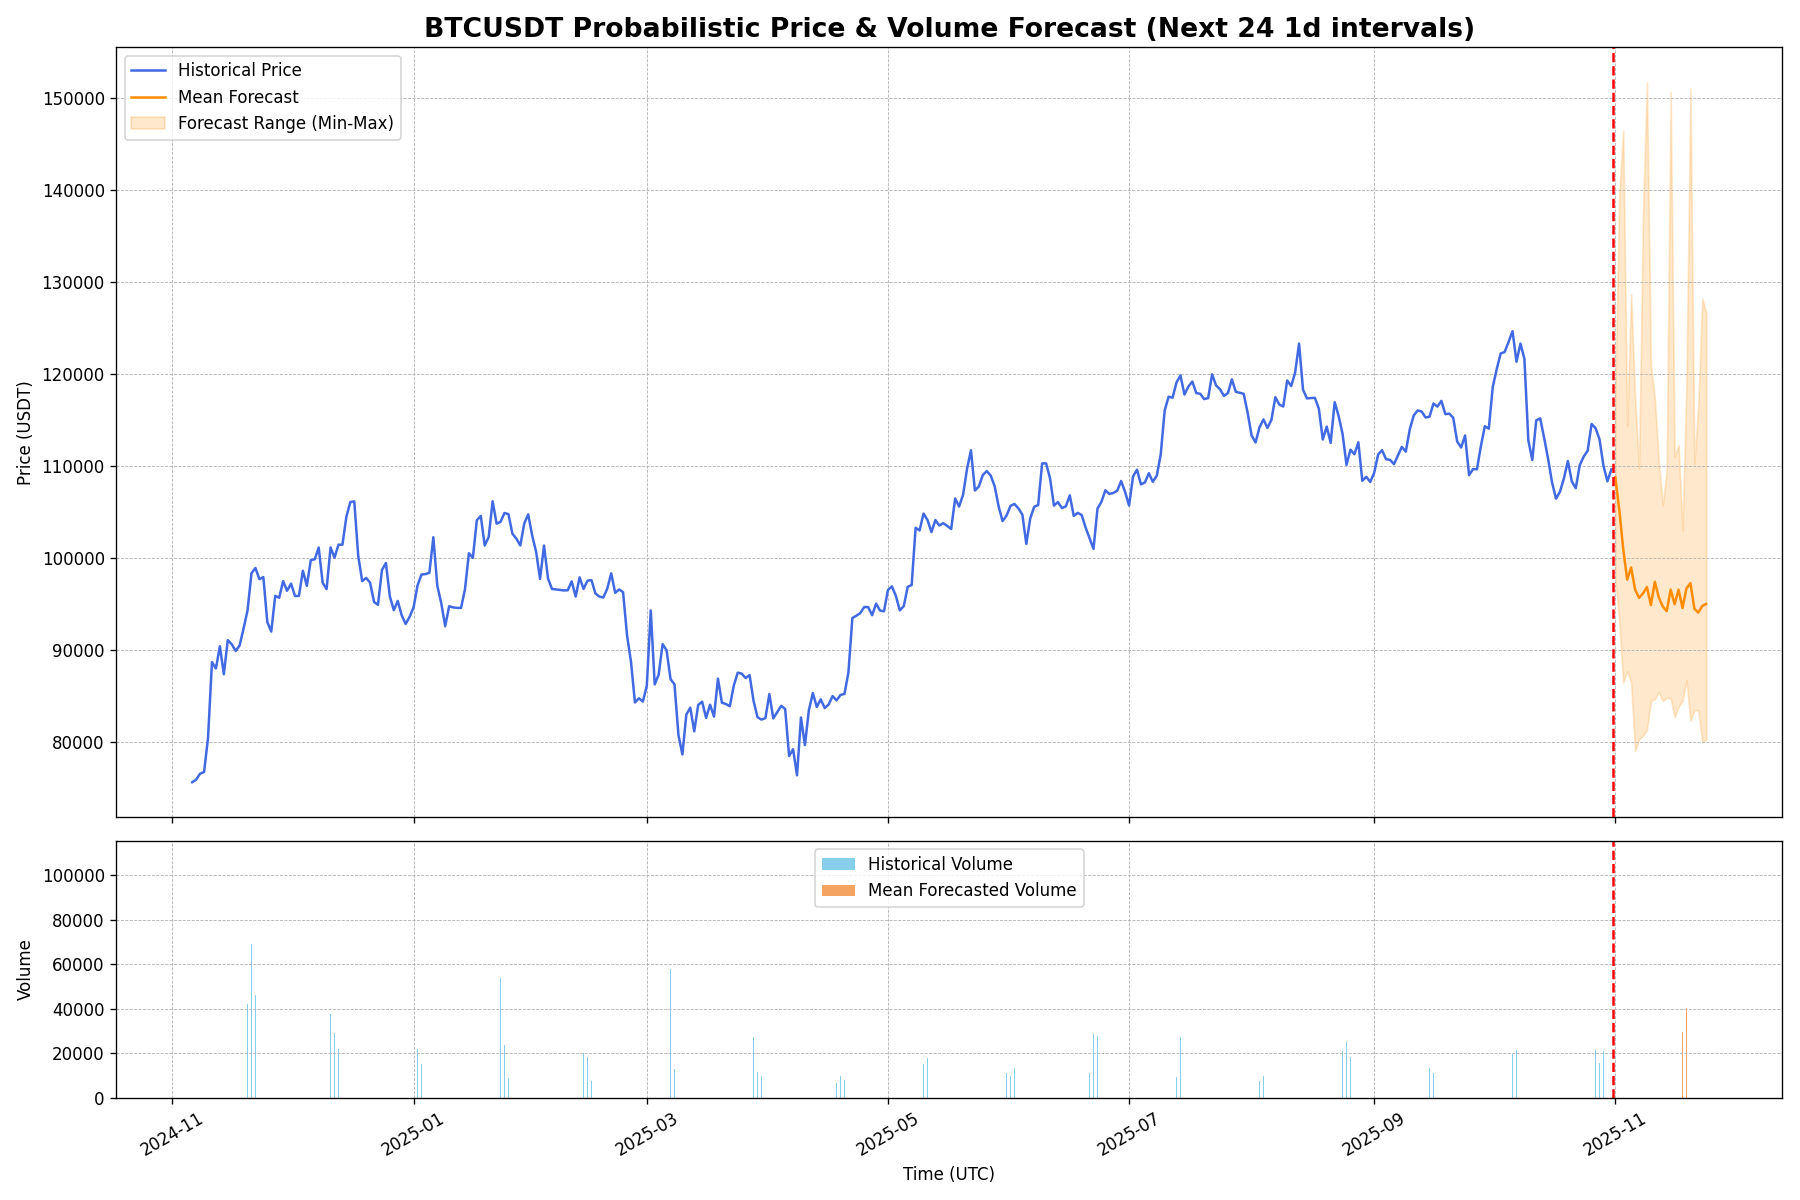 BTCUSDT Probabilistic Price & Volume Forecast (Next 24 1d intervals)
Historical Price
Mean Forecast
Forecast Range (Min-Max)
Price (USDT)
150000
140000
130000
120000
110000
100000
90000
80000
Historical Volume
Mean Forecasted Volume
Volume
100000
80000
60000
40000
20000
0
2024-11
2025-01
2025-03
2025-05
2025-07
2025-09
2025-11
Time (UTC)